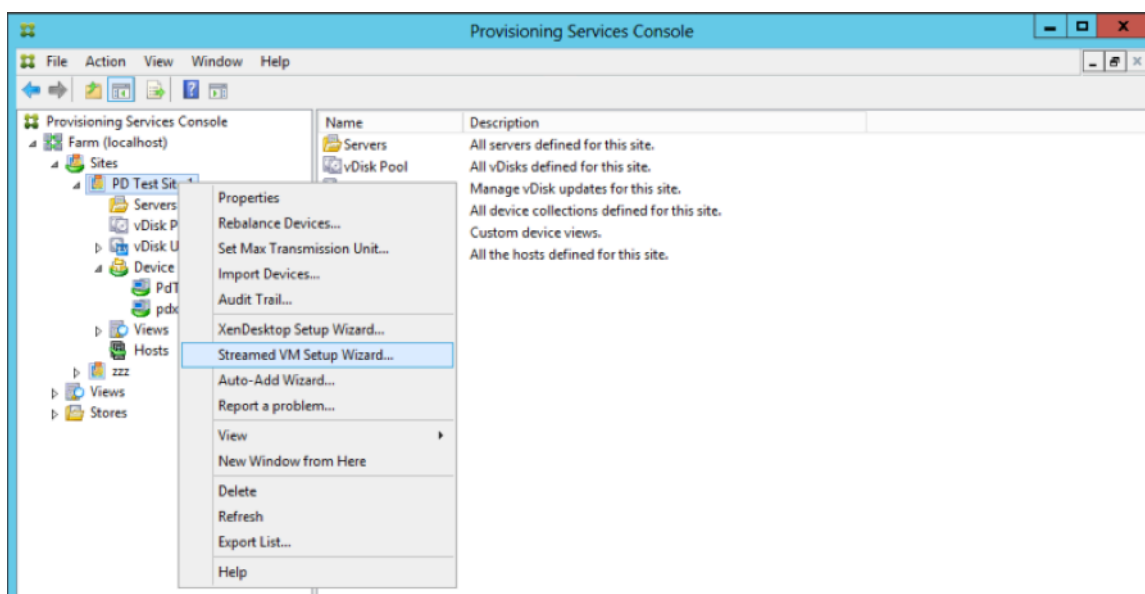 Provisioning Services Console
File Action View Window Help
Provisioning Services Console
Farm (localhost)
Sites
PD Test
Servers
vDisk
vDisk
Device
Views
Hosts
zzz
Views
Stores
Properties
Rebalance Devices...
Set Max Transmission Unit...
Import Devices...
Audit Trail...
XenDesktop Setup Wizard...
Streamed VM Setup Wizard...
Auto-Add Wizard...
Report a problem...
View
New Window from Here
Delete
Refresh
Export List...
Help
Name Description
Servers All servers defined for this site.
vDisk Pool All vDisks defined for this site.
Manage vDisk updates for this site.
All device collections defined for this site.
Custom device views.
All the hosts defined for this site.